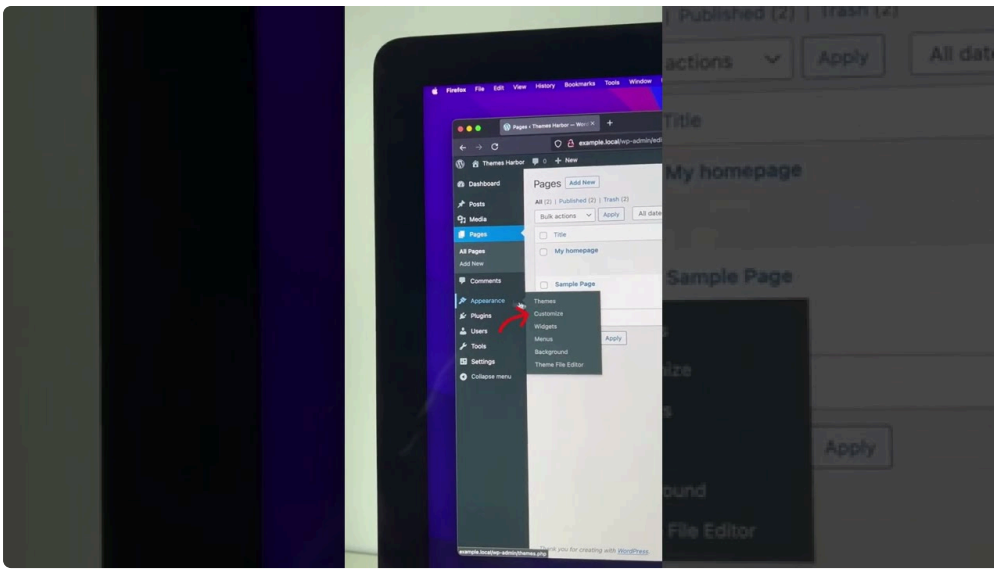 Firefox File Edit View History Bookmarks Tools Window
Pages ‹ Themes Harbor — Wor
example.local/wp-admin/edi
Themes Harbor 0 + New
Dashboard
Posts
Media
Pages
All Pages
Add New
Comments
Appearance
Plugins
Users
Tools
Settings
Collapse menu
Pages Add New
All (2) | Published (2) | Trash (2)
Bulk actions Apply All date
Title
My homepage
Sample Page
Themes
Customize
Widgets
Menus
Background
Theme File Editor
Apply
Thank you for creating with WordPress
example.local/wp-admin/themes.php
| Published (2) | Trash (2)
actions Apply All date
Title
My homepage
Sample Page
s
ize
s
Apply
ound
File Editor